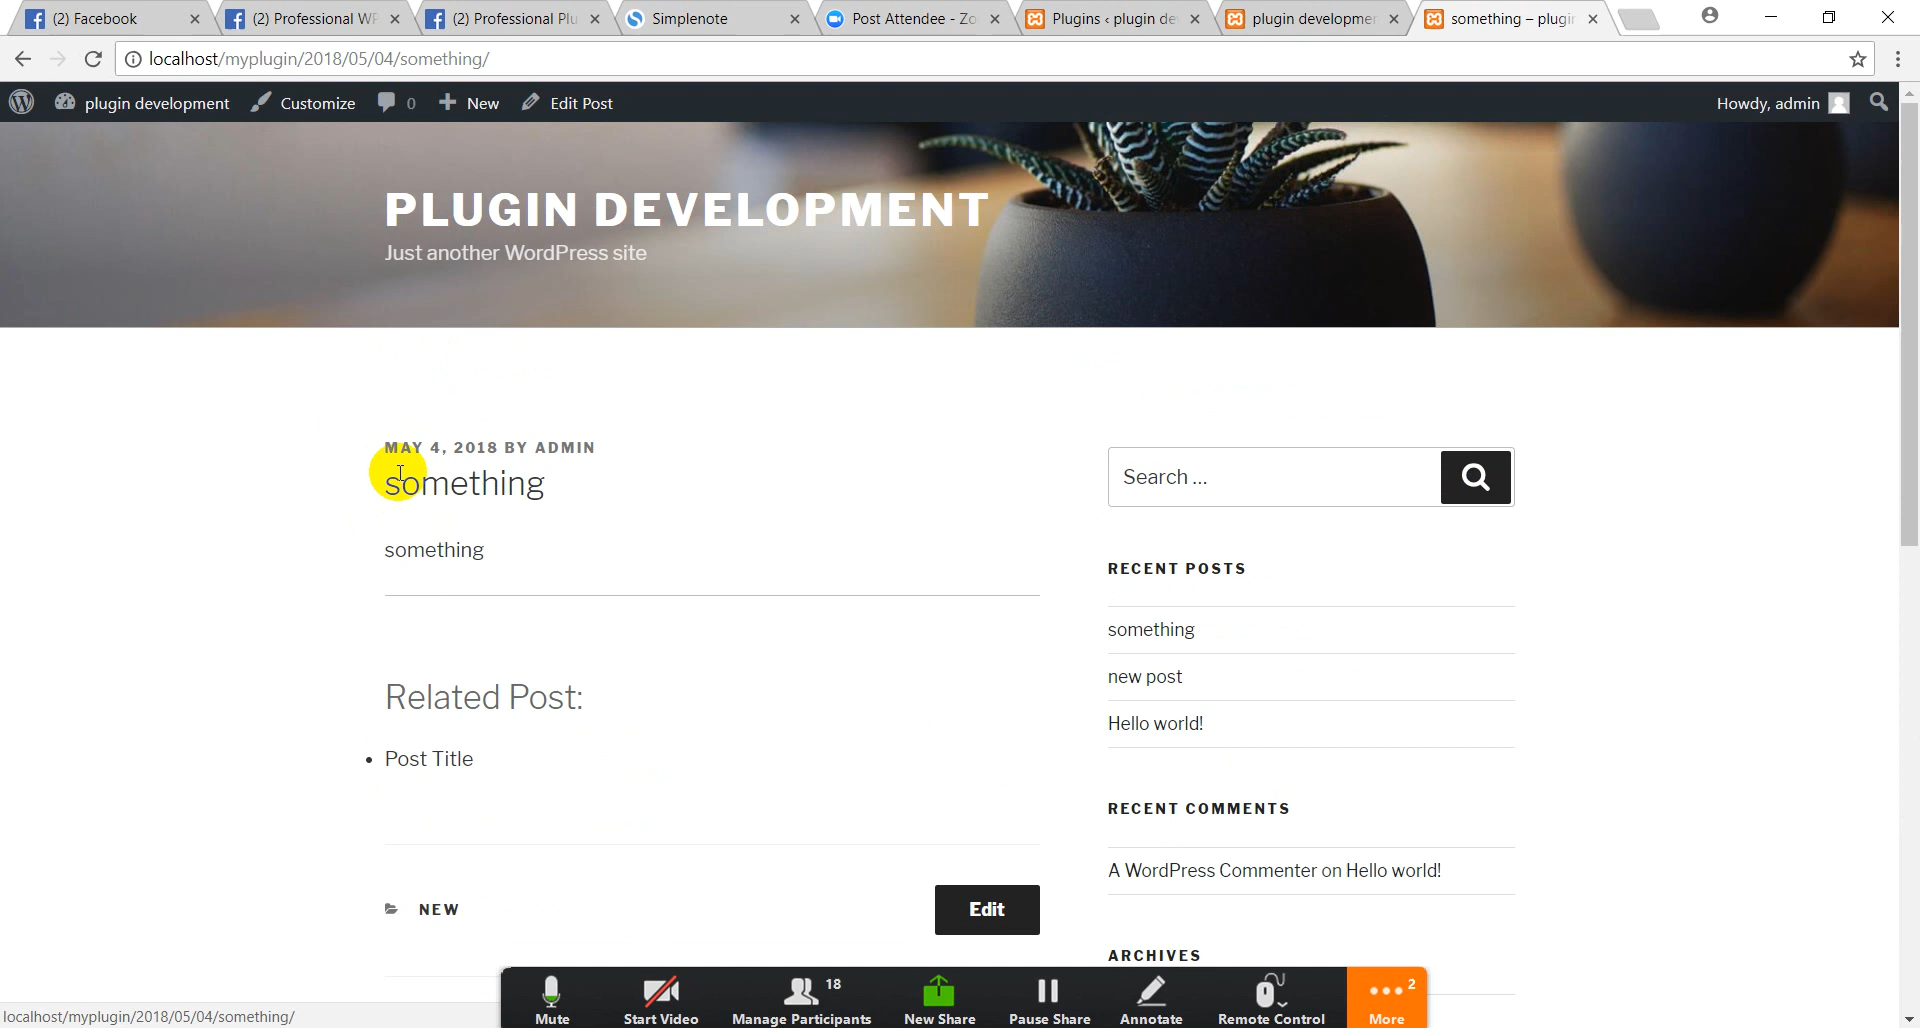 (2) Facebook
(2) Professional WP
(2) Professional Plu
Simplenote
Post Attendee - Zo
Plugins ‹ plugin de
plugin developmer
something – plugin
localhost/myplugin/2018/05/04/something/
plugin development
Customize
0
New
Edit Post
Howdy, admin
PLUGIN DEVELOPMENT
Just another WordPress site
MAY 4, 2018 BY ADMIN
something
something
Related Post:
Post Title
NEW
Edit
Search ...
RECENT POSTS
something
new post
Hello world!
RECENT COMMENTS
A WordPress Commenter on Hello world!
ARCHIVES
Mute
Start Video
18
Manage Participants
New Share
Pause Share
Annotate
Remote Control
2
More
localhost/myplugin/2018/05/04/something/